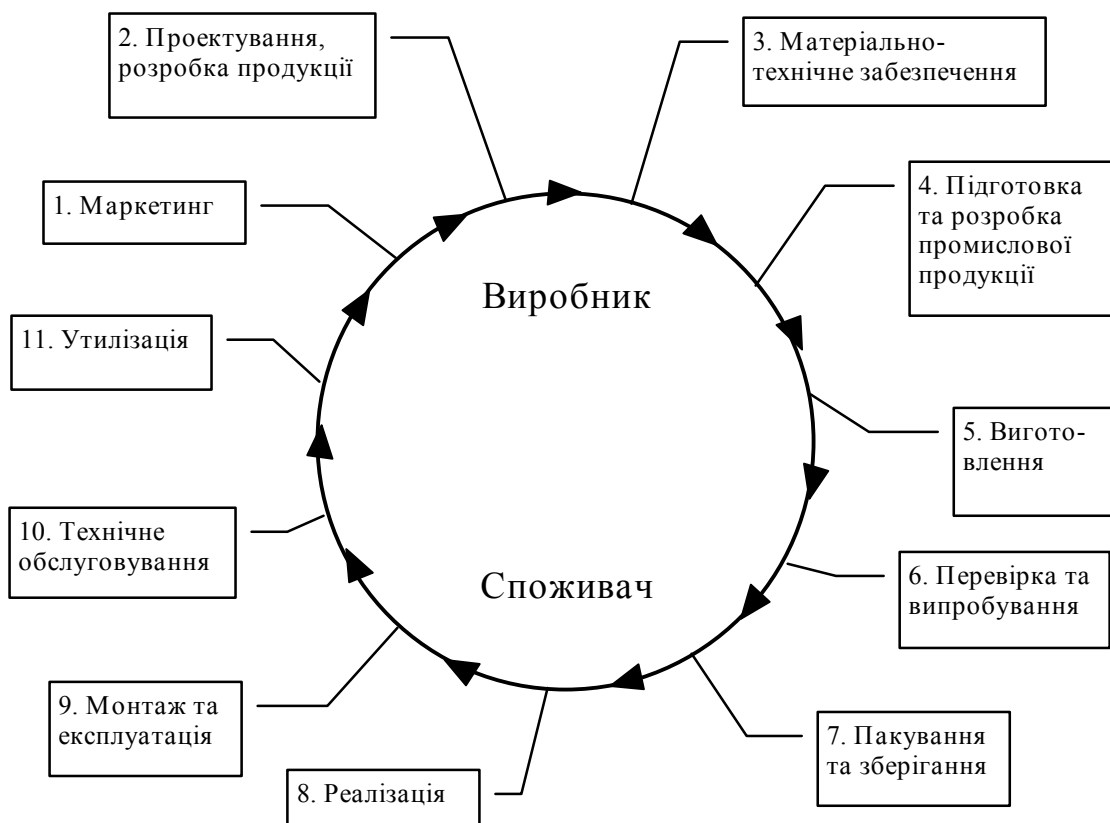 2. Проектування,
розробка продукції
3. Матеріально-
технічне забезпечення
1. Маркетинг
4. Підготовка
та розробка
промислової
продукції
Виробник
11. Утилізація
5. Вигото-
влення
10. Технічне
обслуговування
Споживач
6. Перевірка та
випробування
9. Монтаж та
експлуатація
7. Пакування
та зберігання
8. Реалізація